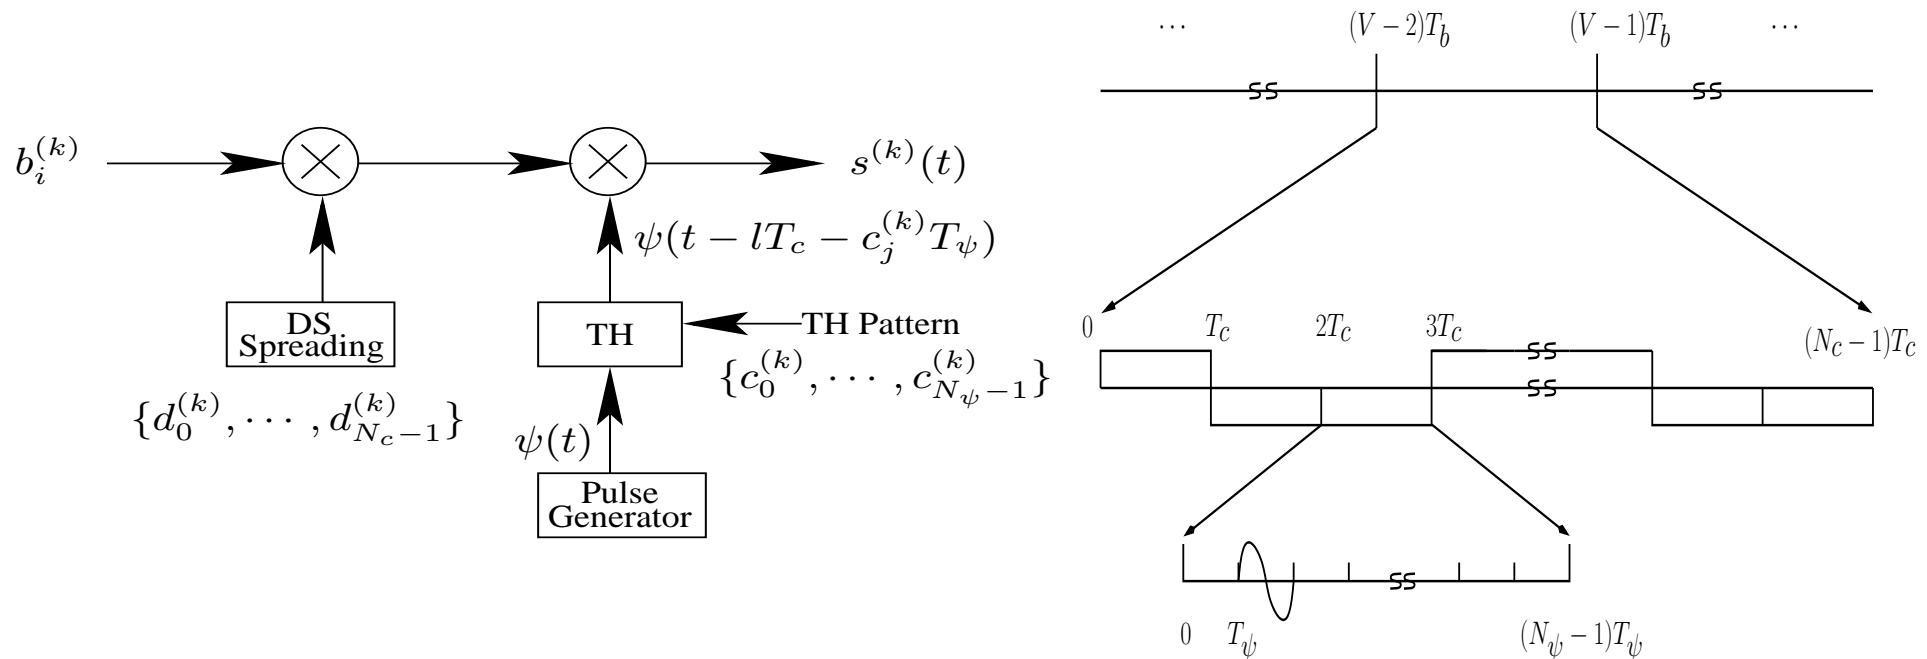 ⋯ (V − 2)T_b (V − 1)T_b ⋯
b_i^{(k)} s^{(k)}(t)
ψ(t − lT_c − c_j^{(k)}T_ψ)
DS
Spreading
TH
TH Pattern
{d_0^{(k)}, ⋯ , d_{N_c−1}^{(k)}}
{c_0^{(k)}, ⋯ , c_{N_ψ−1}^{(k)}}
ψ(t)
Pulse
Generator
0 T_c 2T_c 3T_c (N_c − 1)T_c
0 T_ψ (N_ψ − 1)T_ψ